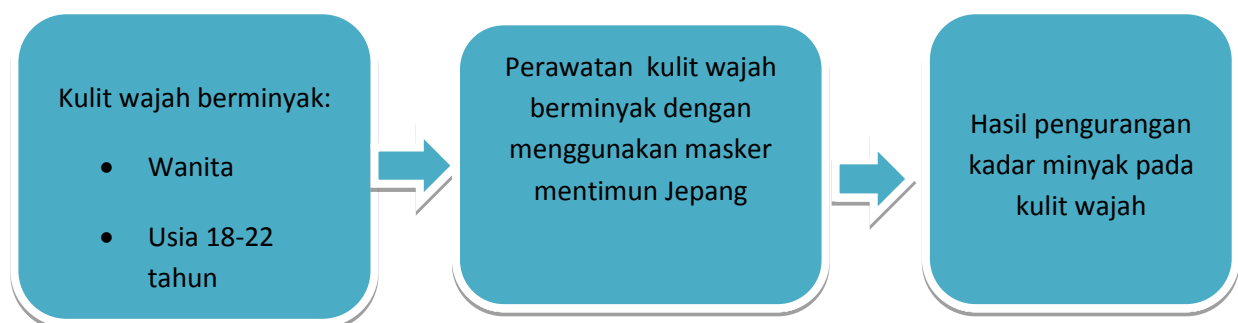 Kulit wajah berminyak:
• Wanita
• Usia 18-22
tahun
Perawatan kulit wajah
berminyak dengan
menggunakan masker
mentimun Jepang
Hasil pengurangan
kadar minyak pada
kulit wajah